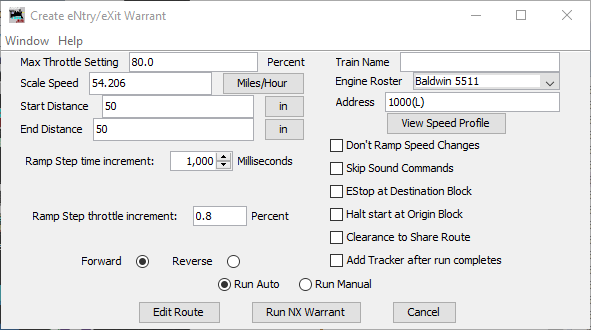 Create eNtry/eXit Warrant
Window Help
Max Throttle Setting 80.0 Percent
Train Name
Scale Speed 54.206 Miles/Hour
Engine Roster Baldwin 5511
Start Distance 50 in
Address 1000(L)
End Distance 50 in
View Speed Profile
Don't Ramp Speed Changes
Ramp Step time increment: 1,000 Milliseconds
Skip Sound Commands
EStop at Destination Block
Ramp Step throttle increment: 0.8 Percent
Halt start at Origin Block
Clearance to Share Route
Forward Reverse
Add Tracker after run completes
Run Auto Run Manual
Edit Route Run NX Warrant Cancel